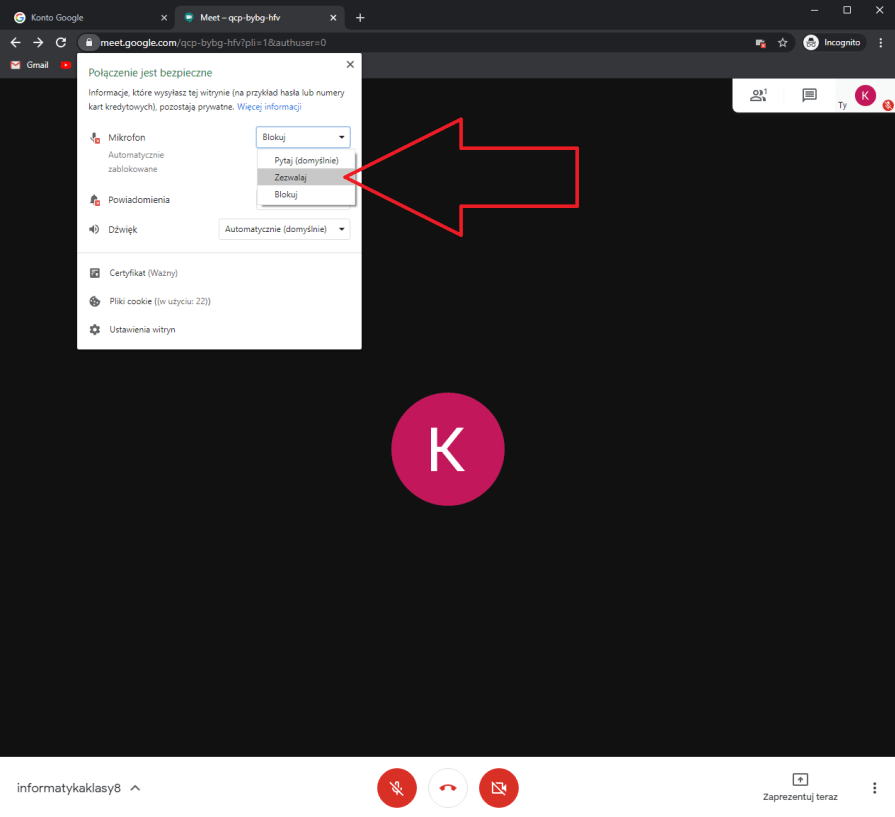 Konto Google
Meet – qcp-bybg-hfv
meet.google.com/qcp-bybg-hfv?pli=1&authuser=0
Incognito
Gmail
Połączenie jest bezpieczne
Informacje, które wysyłasz tej witrynie (na przykład hasła lub numery
kart kredytowych), pozostają prywatne. Więcej informacji
Mikrofon
Blokuj
Automatycznie
zablokowane
Pytaj (domyślnie)
Zezwalaj
Blokuj
Powiadomienia
Dźwięk
Automatycznie (domyślnie)
Certyfikat (Ważny)
Pliki cookie ((w użyciu: 22))
Ustawienia witryn
1
Ty
K
K
informatykaklasy8
Zaprezentuj teraz